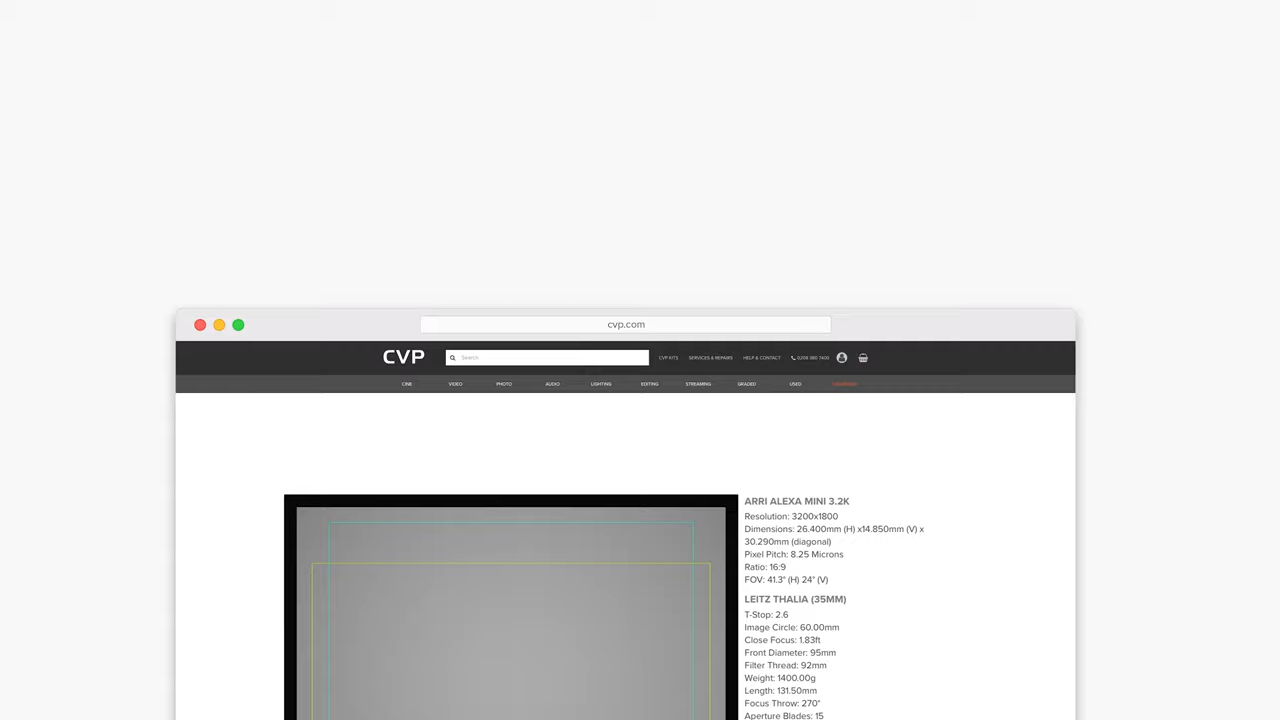 cvp.com
CVP Search CVP KITS SERVICES & REPAIRS HELP & CONTACT 0208 380 7400
CINE VIDEO PHOTO AUDIO LIGHTING EDITING STREAMING GRADED USED
ARRI ALEXA MINI 3.2K
Resolution: 3200x1800
Dimensions: 26.400mm (H) x14.850mm (V) x
30.290mm (diagonal)
Pixel Pitch: 8.25 Microns
Ratio: 16:9
FOV: 41.3° (H) 24° (V)
LEITZ THALIA (35MM)
T-Stop: 2.6
Image Circle: 60.00mm
Close Focus: 1.83ft
Front Diameter: 95mm
Filter Thread: 92mm
Weight: 1400.00g
Length: 131.50mm
Focus Throw: 270°
Aperture Blades: 15